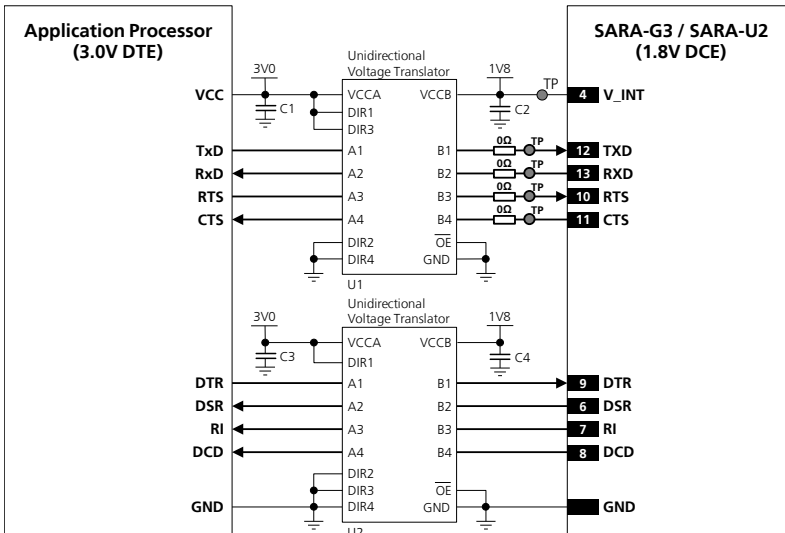 Application Processor
(3.0V DTE)
SARA-G3 / SARA-U2
(1.8V DCE)
Unidirectional
Voltage Translator
3V0
1V8
TP
VCC
VCCA
VCCB
4 V_INT
C1
DIR1
C2
DIR3
0Ω TP
TxD
A1
B1
12 TXD
0Ω TP
RxD
A2
B2
13 RXD
0Ω TP
RTS
A3
B3
10 RTS
0Ω TP
CTS
A4
B4
11 CTS
DIR2
OE
DIR4
GND
U1
Unidirectional
Voltage Translator
3V0
1V8
VCCA
VCCB
C3
DIR1
C4
DTR
A1
B1
9 DTR
DSR
A2
B2
6 DSR
RI
A3
B3
7 RI
DCD
A4
B4
8 DCD
DIR2
DIR3
OE
GND
DIR4
GND
GND
U2